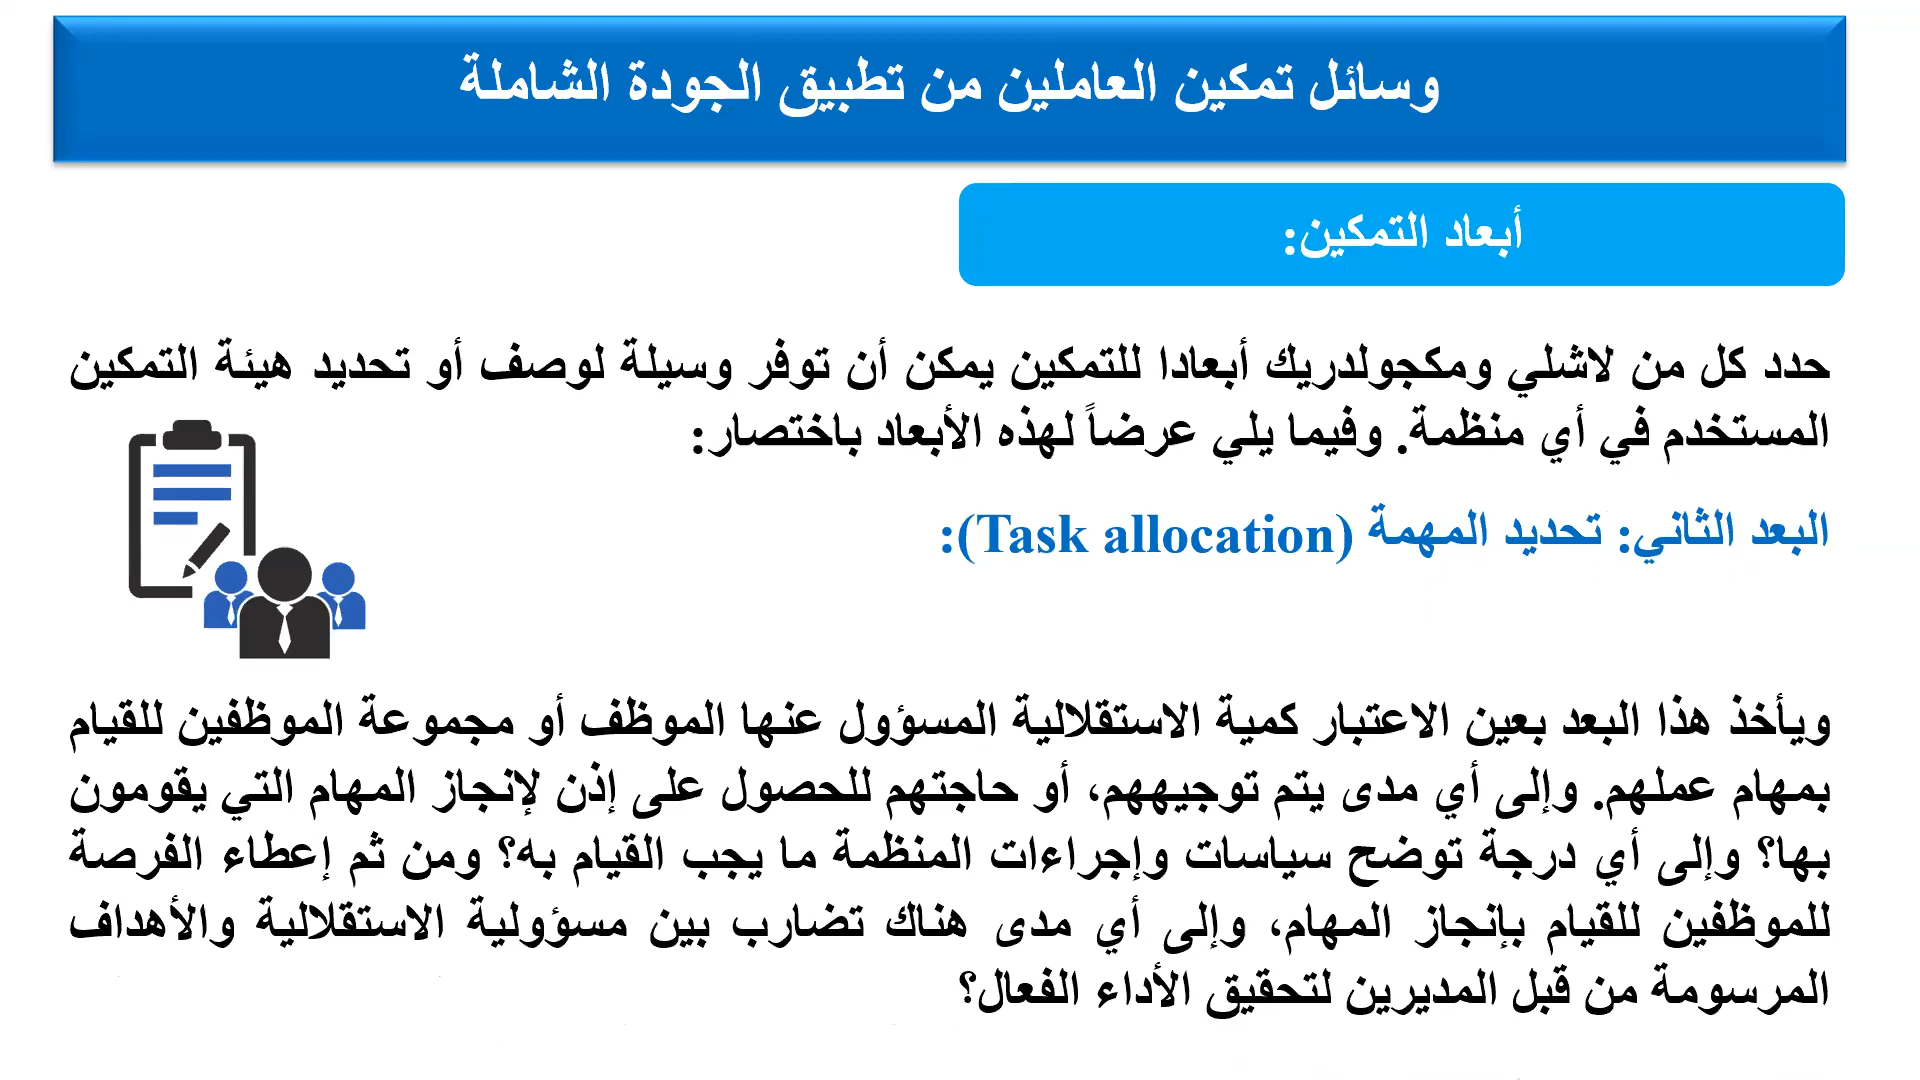 وسائل تمكين العاملين من تطبيق الجودة الشاملة
أبعاد التمكين:
حدد كل من لاشلي ومكجولدريك أبعادا للتمكين يمكن أن توفر وسيلة لوصف أو تحديد هيئة التمكين
المستخدم في أي منظمة. وفيما يلي عرضاً لهذه الأبعاد باختصار:
البعد الثاني: تحديد المهمة (Task allocation):
ويأخذ هذا البعد بعين الاعتبار كمية الاستقلالية المسؤول عنها الموظف أو مجموعة الموظفين للقيام
بمهام عملهم. وإلى أي مدى يتم توجيههم، أو حاجتهم للحصول على إذن لإنجاز المهام التي يقومون
بها؟ وإلى أي درجة توضح سياسات وإجراءات المنظمة ما يجب القيام به؟ ومن ثم إعطاء الفرصة
للموظفين للقيام بإنجاز المهام، وإلى أي مدى هناك تضارب بين مسؤولية الاستقلالية والأهداف
المرسومة من قبل المديرين لتحقيق الأداء الفعال؟